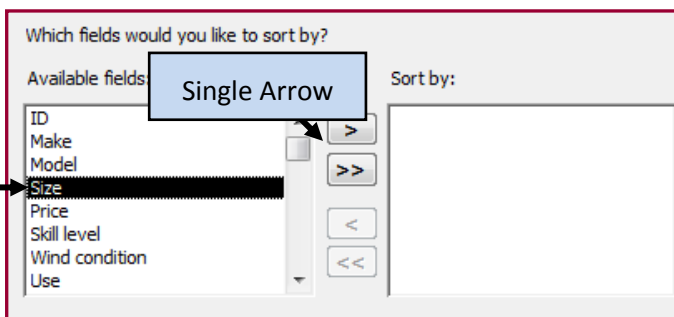 Which fields would you like to sort by?
Available fields:
Single Arrow
Sort by:
ID
Make
Model
Size
Price
Skill level
Wind condition
Use
>
>>
<
<<